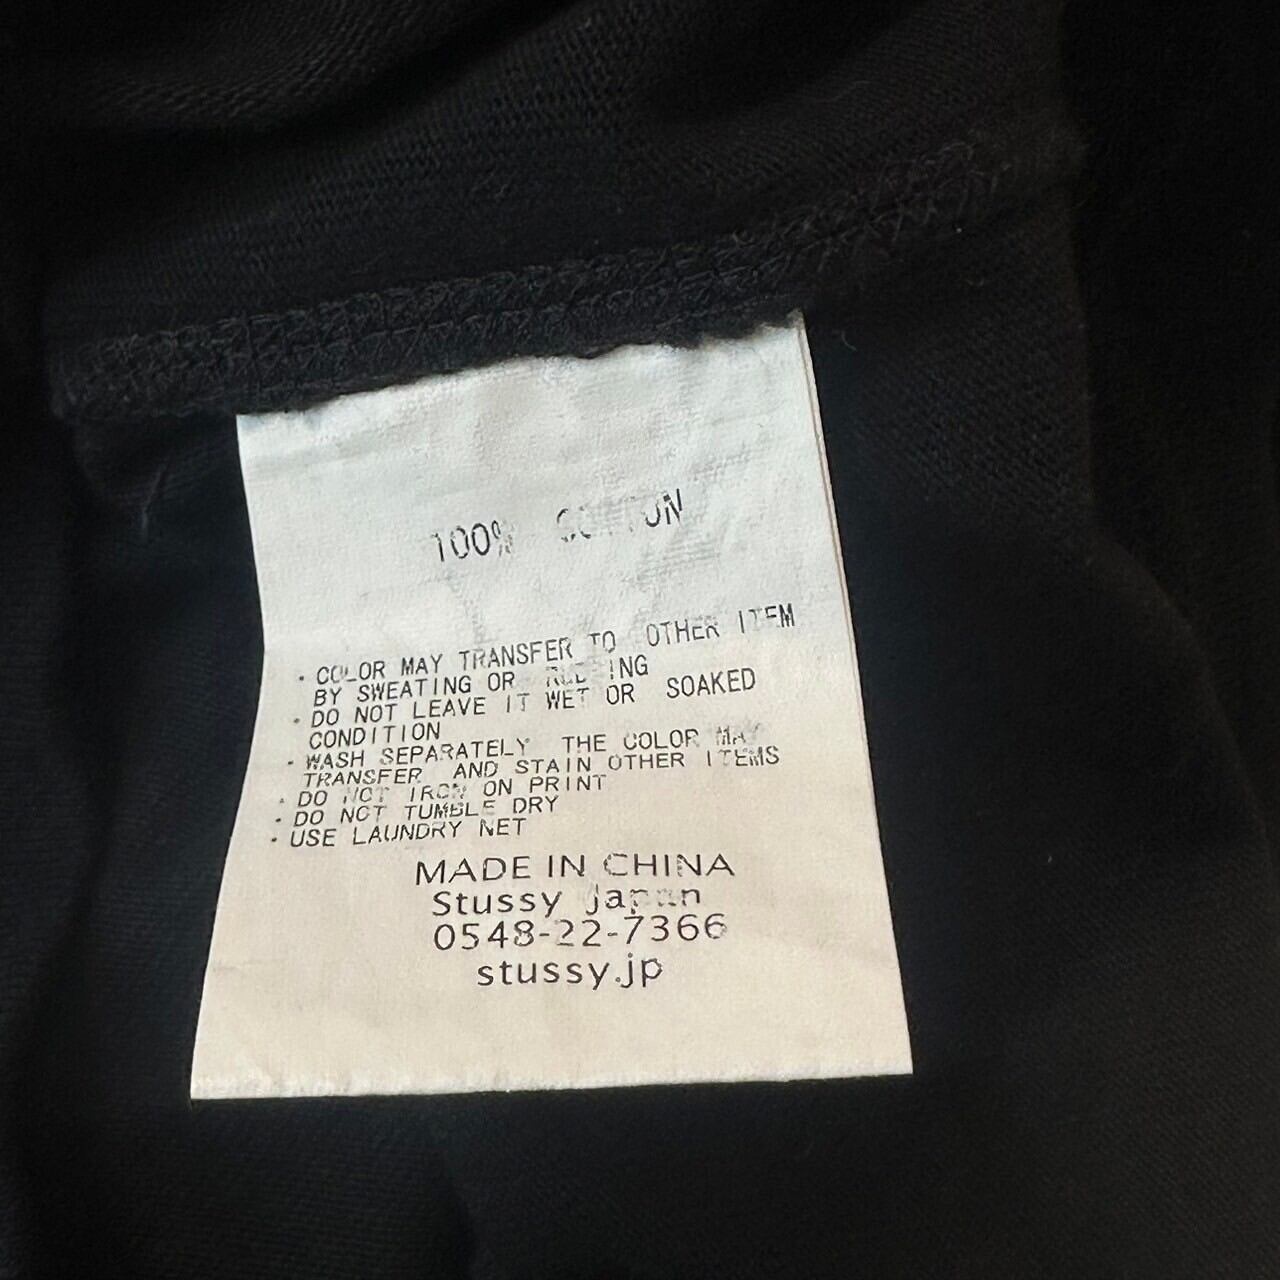 100% COTTON
· COLOR MAY TRANSFER TO OTHER ITEM
BY SWEATING OR RUBBING
· DO NOT LEAVE IT WET OR SOAKED
CONDITION
· WASH SEPARATELY THE COLOR MAY
TRANSFER AND STAIN OTHER ITEMS
· DO NOT IRON ON PRINT
· DO NOT TUMBLE DRY
· USE LAUNDRY NET
MADE IN CHINA
Stussy Japan
0548-22-7366
stussy.jp